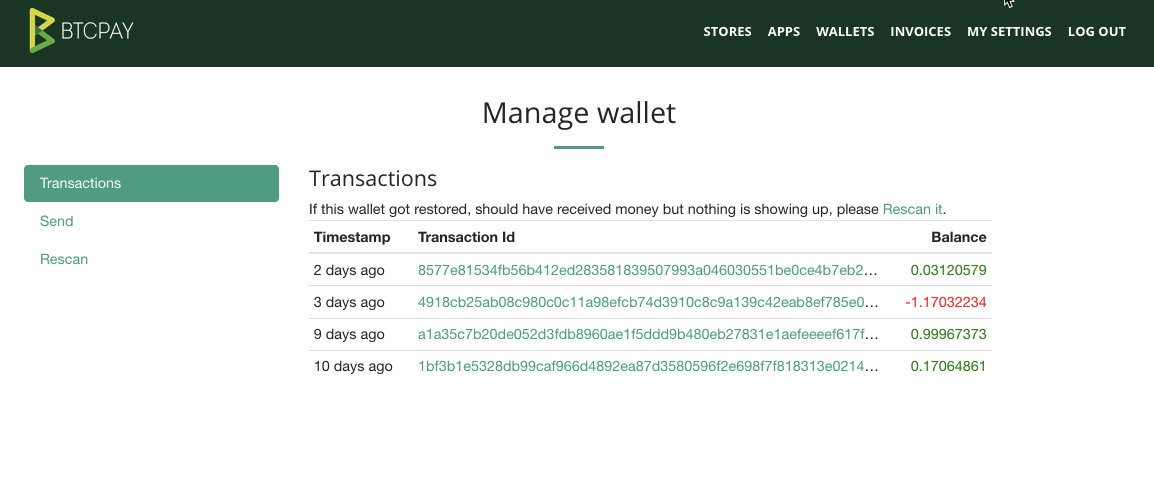 BTCPAY
STORES APPS WALLETS INVOICES MY SETTINGS LOG OUT
Manage wallet
Transactions
Send
Rescan
Transactions
If this wallet got restored, should have received money but nothing is showing up, please Rescan it.
Timestamp Transaction Id Balance
2 days ago 8577e81534fb56b412ed283581839507993a046030551be0ce4b7eb2... 0.03120579
3 days ago 4918cb25ab08c980c0c11a98efcb74d3910c8c9a139c42eab8ef785e0... -1.17032234
9 days ago a1a35c7b20de052d3fdb8960ae1f5ddd9b480eb27831e1aefeeeef617f... 0.99967373
10 days ago 1bf3b1e5328db99caf966d4892ea87d3580596f2e698f7f818313e0214... 0.17064861